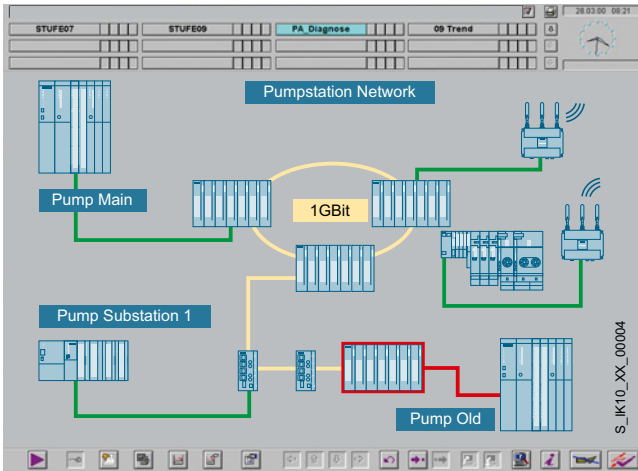 28.03.00 08:21
STUFE07 STUFE09 PA_Diagnose 09 Trend
Pumpstation Network
Pump Main
1GBit
Pump Substation 1
Pump Old
S_IK10_XX_00004